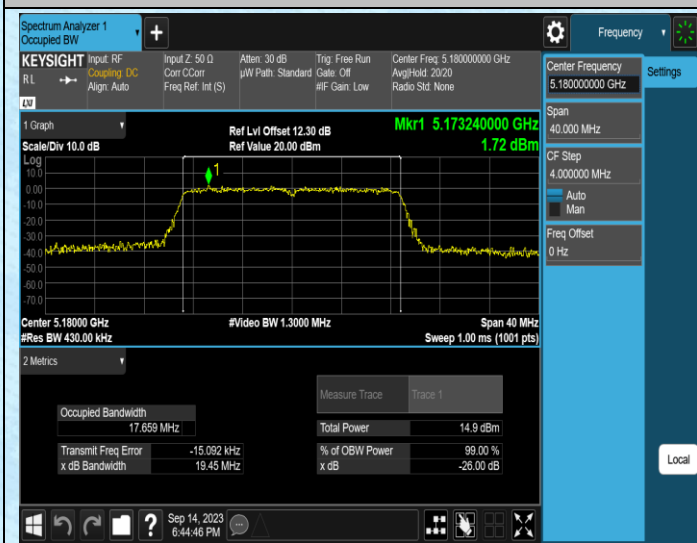 Spectrum Analyzer 1
Occupied BW
+
Frequency
KEYSIGHT
R L
LXI
Input: RF
Coupling: DC
Align: Auto
Input Z: 50 Ω
Corr CCorr
Freq Ref: Int (S)
Atten: 30 dB
µW Path: Standard
Trig: Free Run
Gate: Off
#IF Gain: Low
Center Freq: 5.180000000 GHz
Avg|Hold: 20/20
Radio Std: None
Center Frequency
5.180000000 GHz
Settings
Span
40.000 MHz
CF Step
4.000000 MHz
Auto
Man
Freq Offset
0 Hz
Local
1 Graph
Scale/Div 10.0 dB
Ref Lvl Offset 12.30 dB
Ref Value 20.00 dBm
Mkr1 5.173240000 GHz
1.72 dBm
Log
10.0
0.00
-10.0
-20.0
-30.0
-40.0
-50.0
-60.0
-70.0
1
Center 5.18000 GHz
#Res BW 430.00 kHz
#Video BW 1.3000 MHz
Span 40 MHz
Sweep 1.00 ms (1001 pts)
2 Metrics
Measure Trace
Trace 1
Occupied Bandwidth
17.659 MHz
Total Power
14.9 dBm
Transmit Freq Error
-15.092 kHz
% of OBW Power
99.00 %
x dB Bandwidth
19.45 MHz
x dB
-26.00 dB
?
Sep 14, 2023
6:44:46 PM